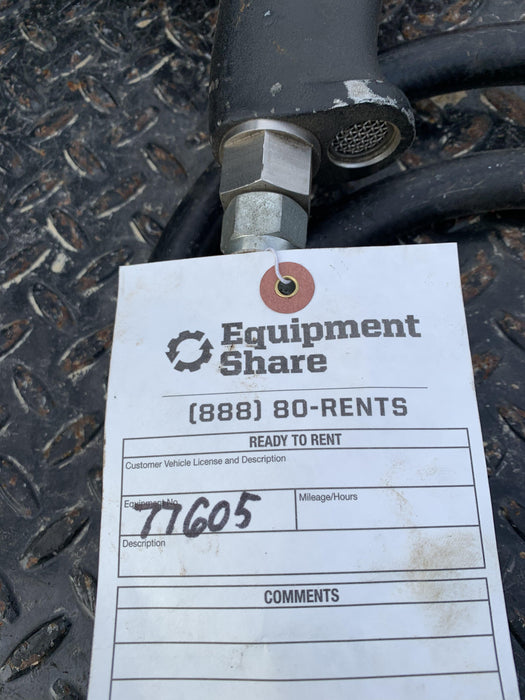 Equipment
Share
(888) 80-RENTS
READY TO RENT
Customer Vehicle License and Description
Equipment No.
77605
Mileage/Hours
Description
COMMENTS